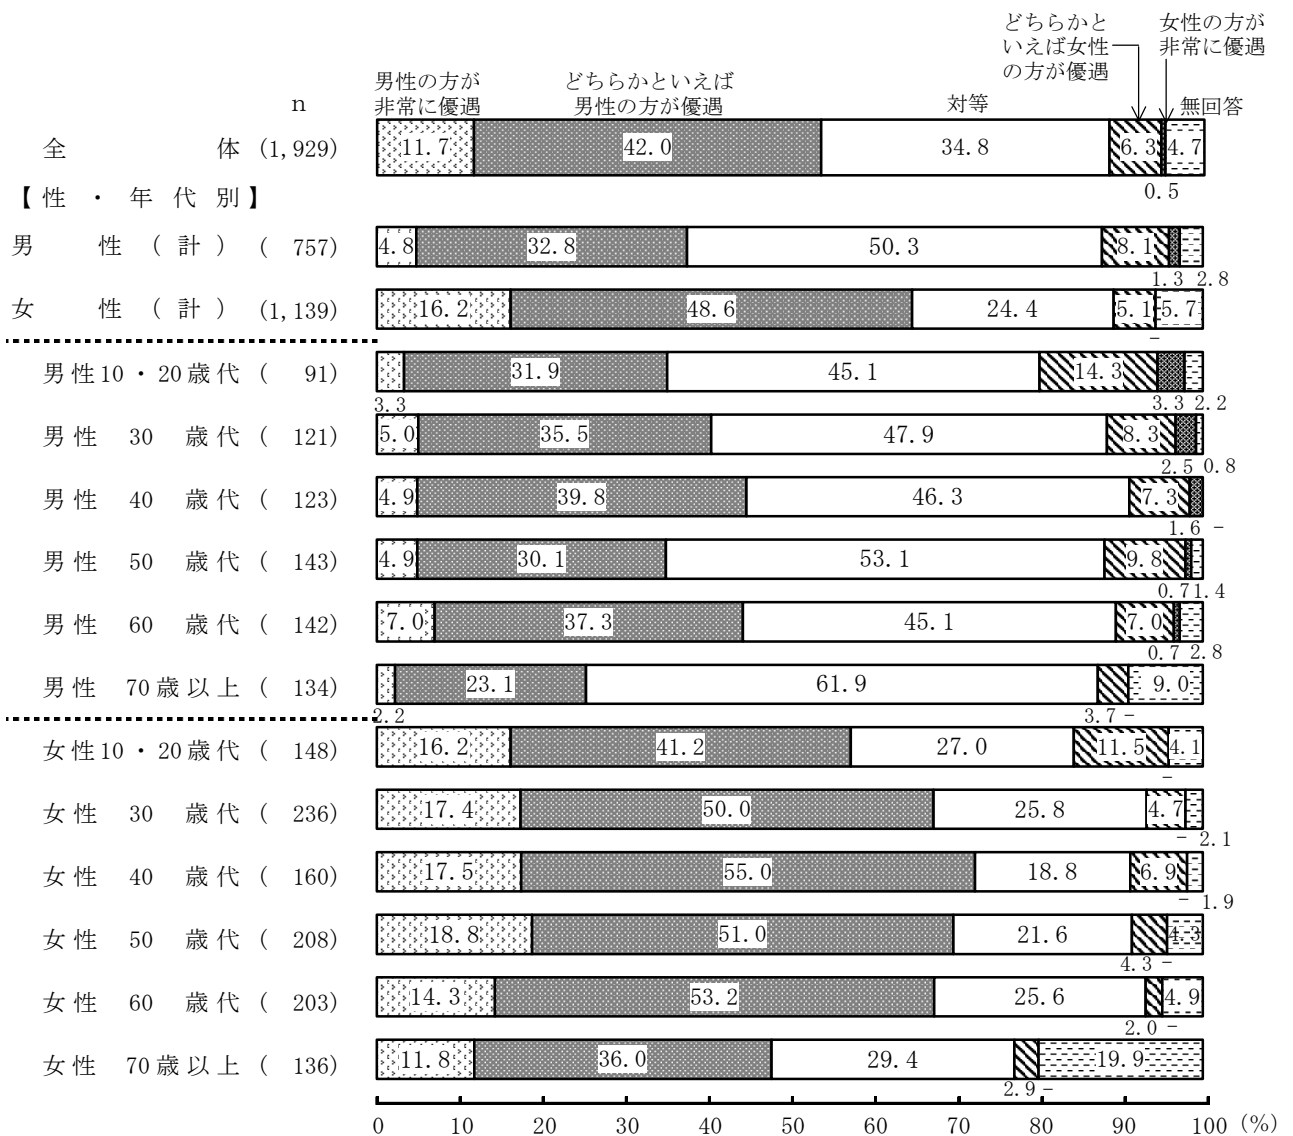 どちらかと
いえば女性
の方が優遇
女性の方が
非常に優遇
男性の方が
非常に優遇
どちらかといえば
男性の方が優遇
対等
無回答
n
全 体 (1,929) 11.7 42.0 34.8 6.3 4.7
0.5
【性・年代別】
男 性(計) ( 757) 4.8 32.8 50.3 8.1
1.3 2.8
女 性(計) (1,139) 16.2 48.6 24.4 5.1 5.7
－
男性10・20歳代 ( 91) 31.9 45.1 14.3
3.3 3.3 2.2
男性 30 歳代 ( 121) 5.0 35.5 47.9 8.3
2.5 0.8
男性 40 歳代 ( 123) 4.9 39.8 46.3 7.3
1.6 －
男性 50 歳代 ( 143) 4.9 30.1 53.1 9.8
0.7 1.4
男性 60 歳代 ( 142) 7.0 37.3 45.1 7.0
0.7 2.8
男性 70歳以上 ( 134) 23.1 61.9 9.0
2.2 3.7 －
女性10・20歳代 ( 148) 16.2 41.2 27.0 11.5 4.1
－
女性 30 歳代 ( 236) 17.4 50.0 25.8 4.7
－ 2.1
女性 40 歳代 ( 160) 17.5 55.0 18.8 6.9
－ 1.9
女性 50 歳代 ( 208) 18.8 51.0 21.6 4.3
4.3 －
女性 60 歳代 ( 203) 14.3 53.2 25.6 4.9
2.0 －
女性 70歳以上 ( 136) 11.8 36.0 29.4 19.9
2.9 －
0 10 20 30 40 50 60 70 80 90 100 (%)